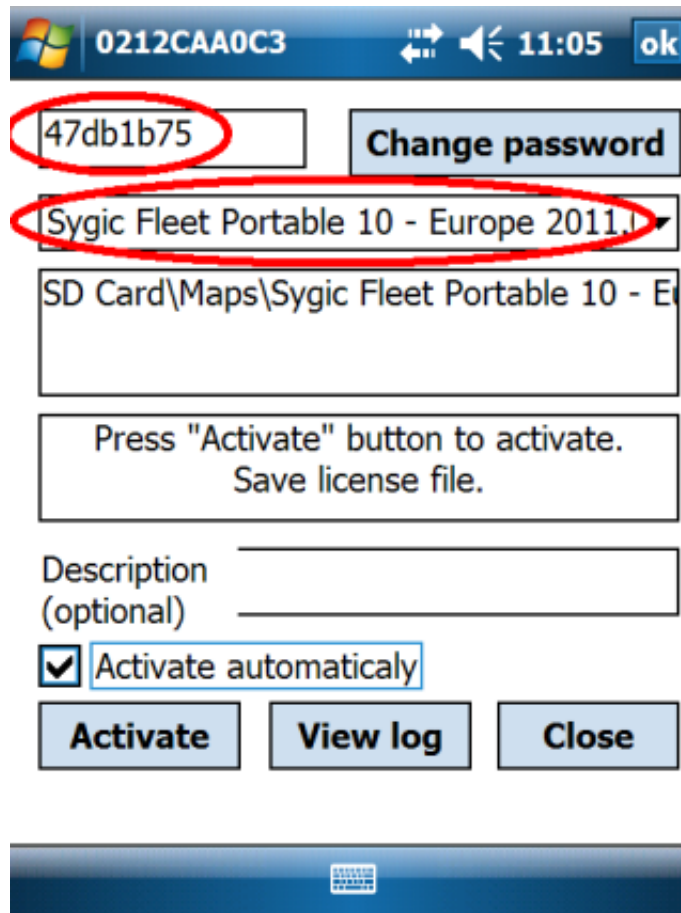 0212CAA0C3 11:05 ok
47db1b75
Change password
Sygic Fleet Portable 10 - Europe 2011.
SD Card\Maps\Sygic Fleet Portable 10 -
Press "Activate" button to activate.
Save license file.
Description
(optional)
Activate automaticaly
Activate View log Close